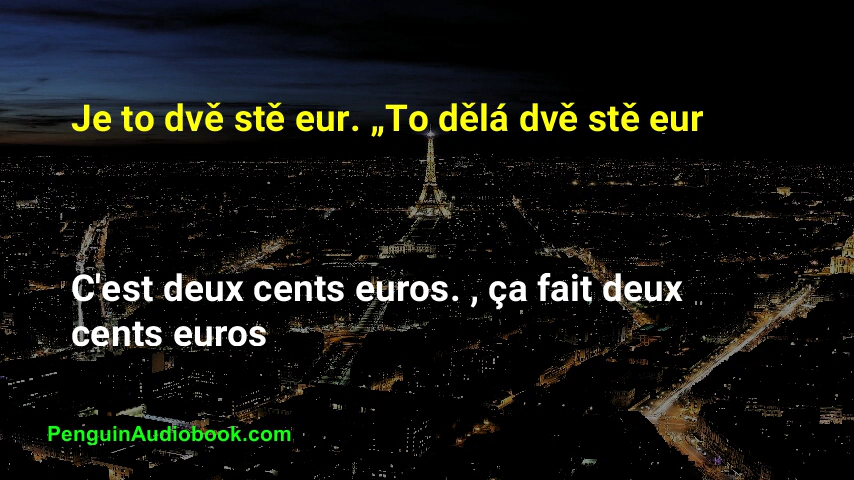 Je to dvě stě eur. „To dělá dvě stě eur
C'est deux cents euros. , ça fait deux
cents euros
PenguinAudiobook.com